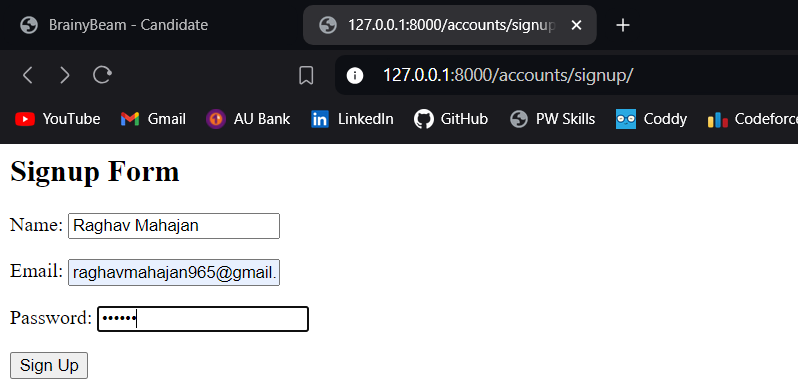 BrainyBeam - Candidate
127.0.0.1:8000/accounts/signup
127.0.0.1:8000/accounts/signup/
YouTube Gmail AU Bank LinkedIn GitHub PW Skills Coddy Codeforc
Signup Form
Name: Raghav Mahajan
Email: raghavmahajan965@gmail.
Password: ••••••
Sign Up